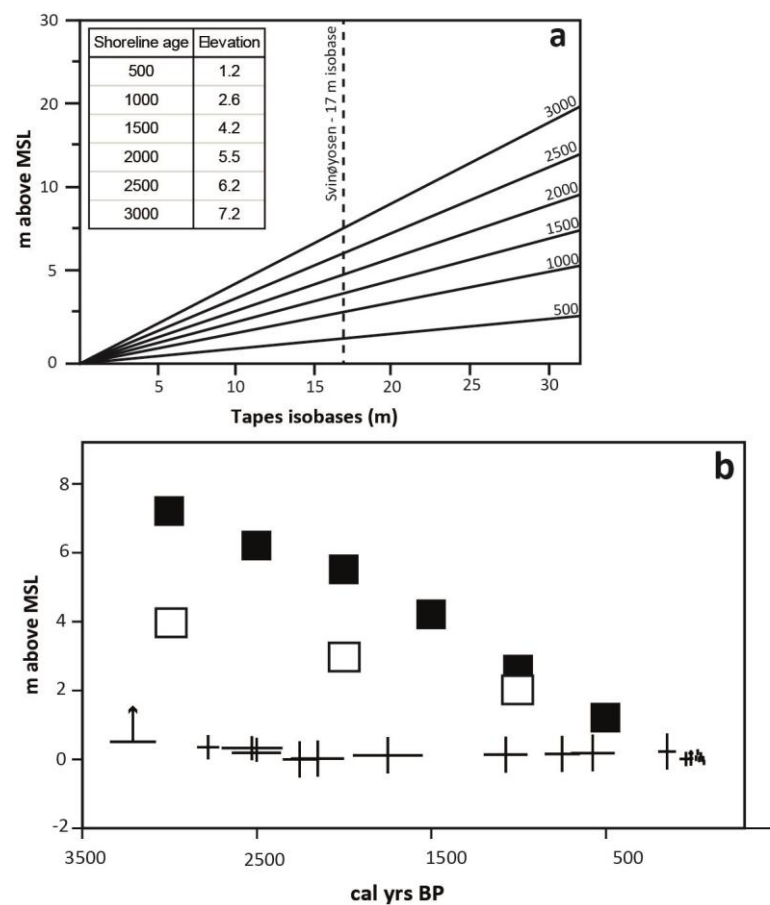 a
Shoreline age Elevation
500 1.2
1000 2.6
1500 4.2
2000 5.5
2500 6.2
3000 7.2
Svinøyosen - 17 m isobase
3000
2500
2000
1500
1000
500
30
20
10
5
0
m above MSL
5 10 15 20 25 30
Tapes isobases (m)
b
8
6
4
2
0
-2
m above MSL
3500 2500 1500 500
cal yrs BP